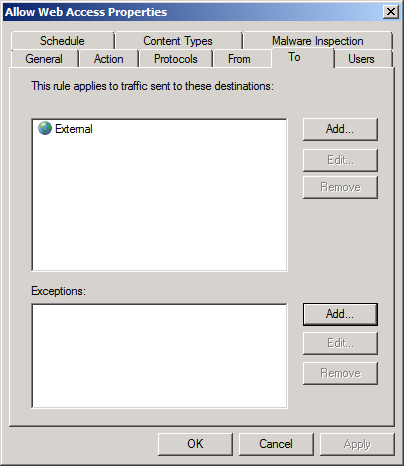 Allow Web Access Properties
Schedule Content Types Malware Inspection
General Action Protocols From To Users
This rule applies to traffic sent to these destinations:
External
Add...
Edit...
Remove
Exceptions:
Add...
Edit...
Remove
OK Cancel Apply